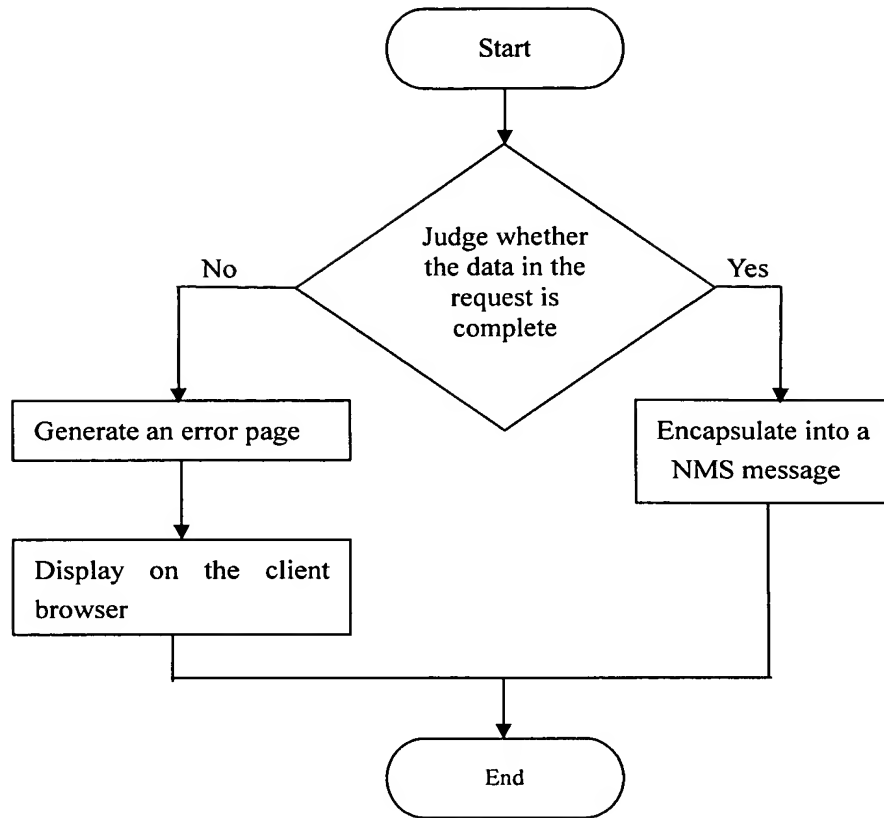 Start
Judge whether
the data in the
request is
complete
No
Yes
Generate an error page
Encapsulate into a
NMS message
Display on the client
browser
End